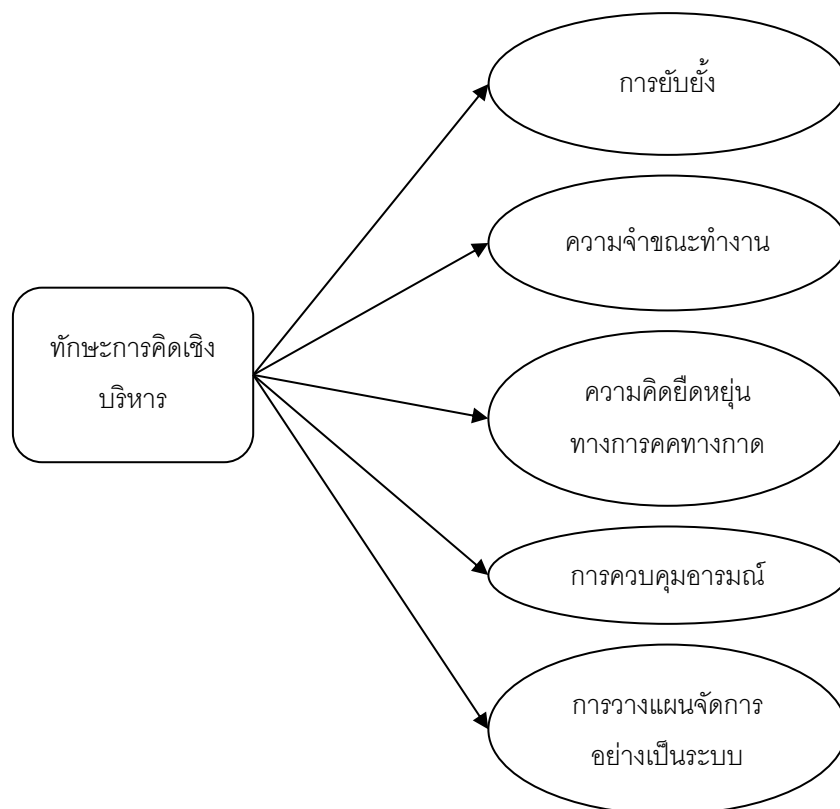 การยับยั้ง
ความจำขณะทำงาน
ทักษะการคิดเชิง
บริหาร
ความคิดยืดหยุ่น
ทางการคคทางกาด
การควบคุมอารมณ์
การวางแผนจัดการ
อย่างเป็นระบบ